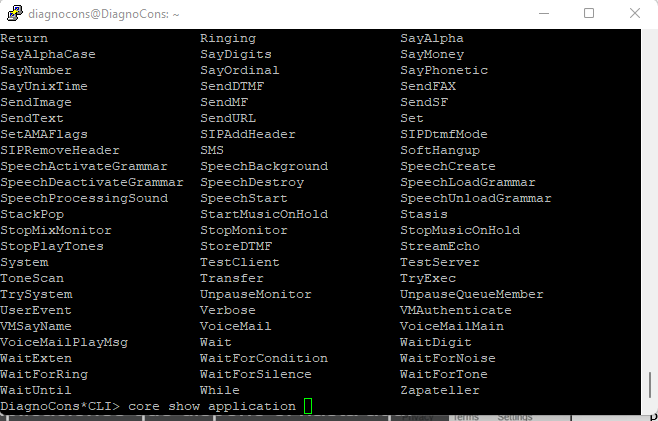 diagnocons@DiagnoCons: ~
Return Ringing SayAlpha
SayAlphaCase SayDigits SayMoney
SayNumber SayOrdinal SayPhonetic
SayUnixTime SendDTMF SendFAX
SendImage SendMF SendSF
SendText SendURL Set
SetAMAFlags SIPAddHeader SIPDtmfMode
SIPRemoveHeader SMS SoftHangup
SpeechActivateGrammar SpeechBackground SpeechCreate
SpeechDeactivateGrammar SpeechDestroy SpeechLoadGrammar
SpeechProcessingSound SpeechStart SpeechUnloadGrammar
StackPop StartMusicOnHold Stasis
StopMixMonitor StopMonitor StopMusicOnHold
StopPlayTones StoreDTMF StreamEcho
System TestClient TestServer
ToneScan Transfer TryExec
TrySystem UnpauseMonitor UnpauseQueueMember
UserEvent Verbose VMAuthenticate
VMSayName VoiceMail VoiceMailMain
VoiceMailPlayMsg Wait WaitDigit
WaitExten WaitForCondition WaitForNoise
WaitForRing WaitForSilence WaitForTone
WaitUntil While Zapateller
DiagnoCons*CLI> core show application
Terms Settings